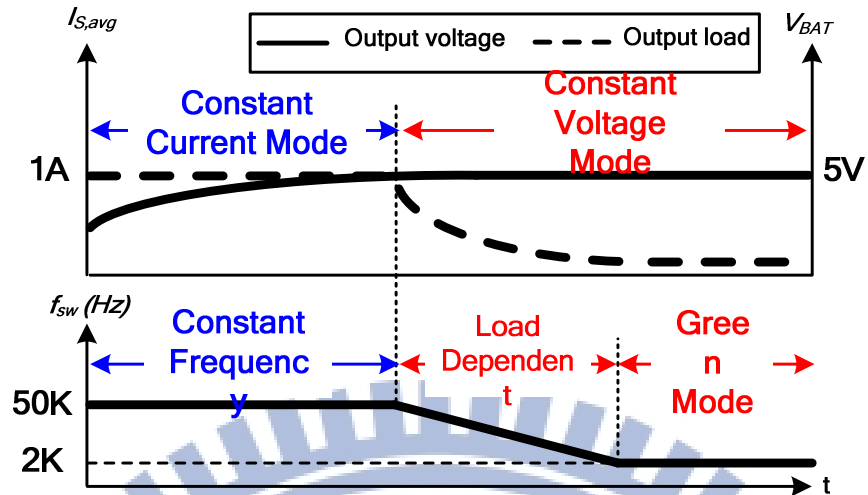 I_S,avg
V_BAT
Output voltage
Output load
Constant
Current Mode
Constant
Voltage
Mode
1A
5V
f_sw (Hz)
Constant
Frequenc
y
Load
Dependen
t
Gree
n
Mode
50K
2K
t